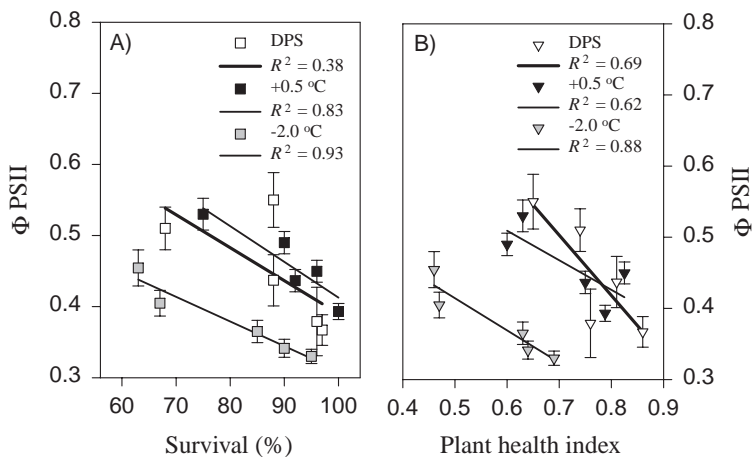 A)
DPS
R² = 0.38
+0.5 °C
R² = 0.83
-2.0 °C
R² = 0.93
Φ PSII
0.8
0.7
0.6
0.5
0.4
0.3
60 70 80 90 100
Survival (%)
B)
DPS
R² = 0.69
+0.5 °C
R² = 0.62
-2.0 °C
R² = 0.88
0.8
0.7
0.6
0.5
0.4
0.3
Φ PSII
0.4 0.5 0.6 0.7 0.8 0.9
Plant health index